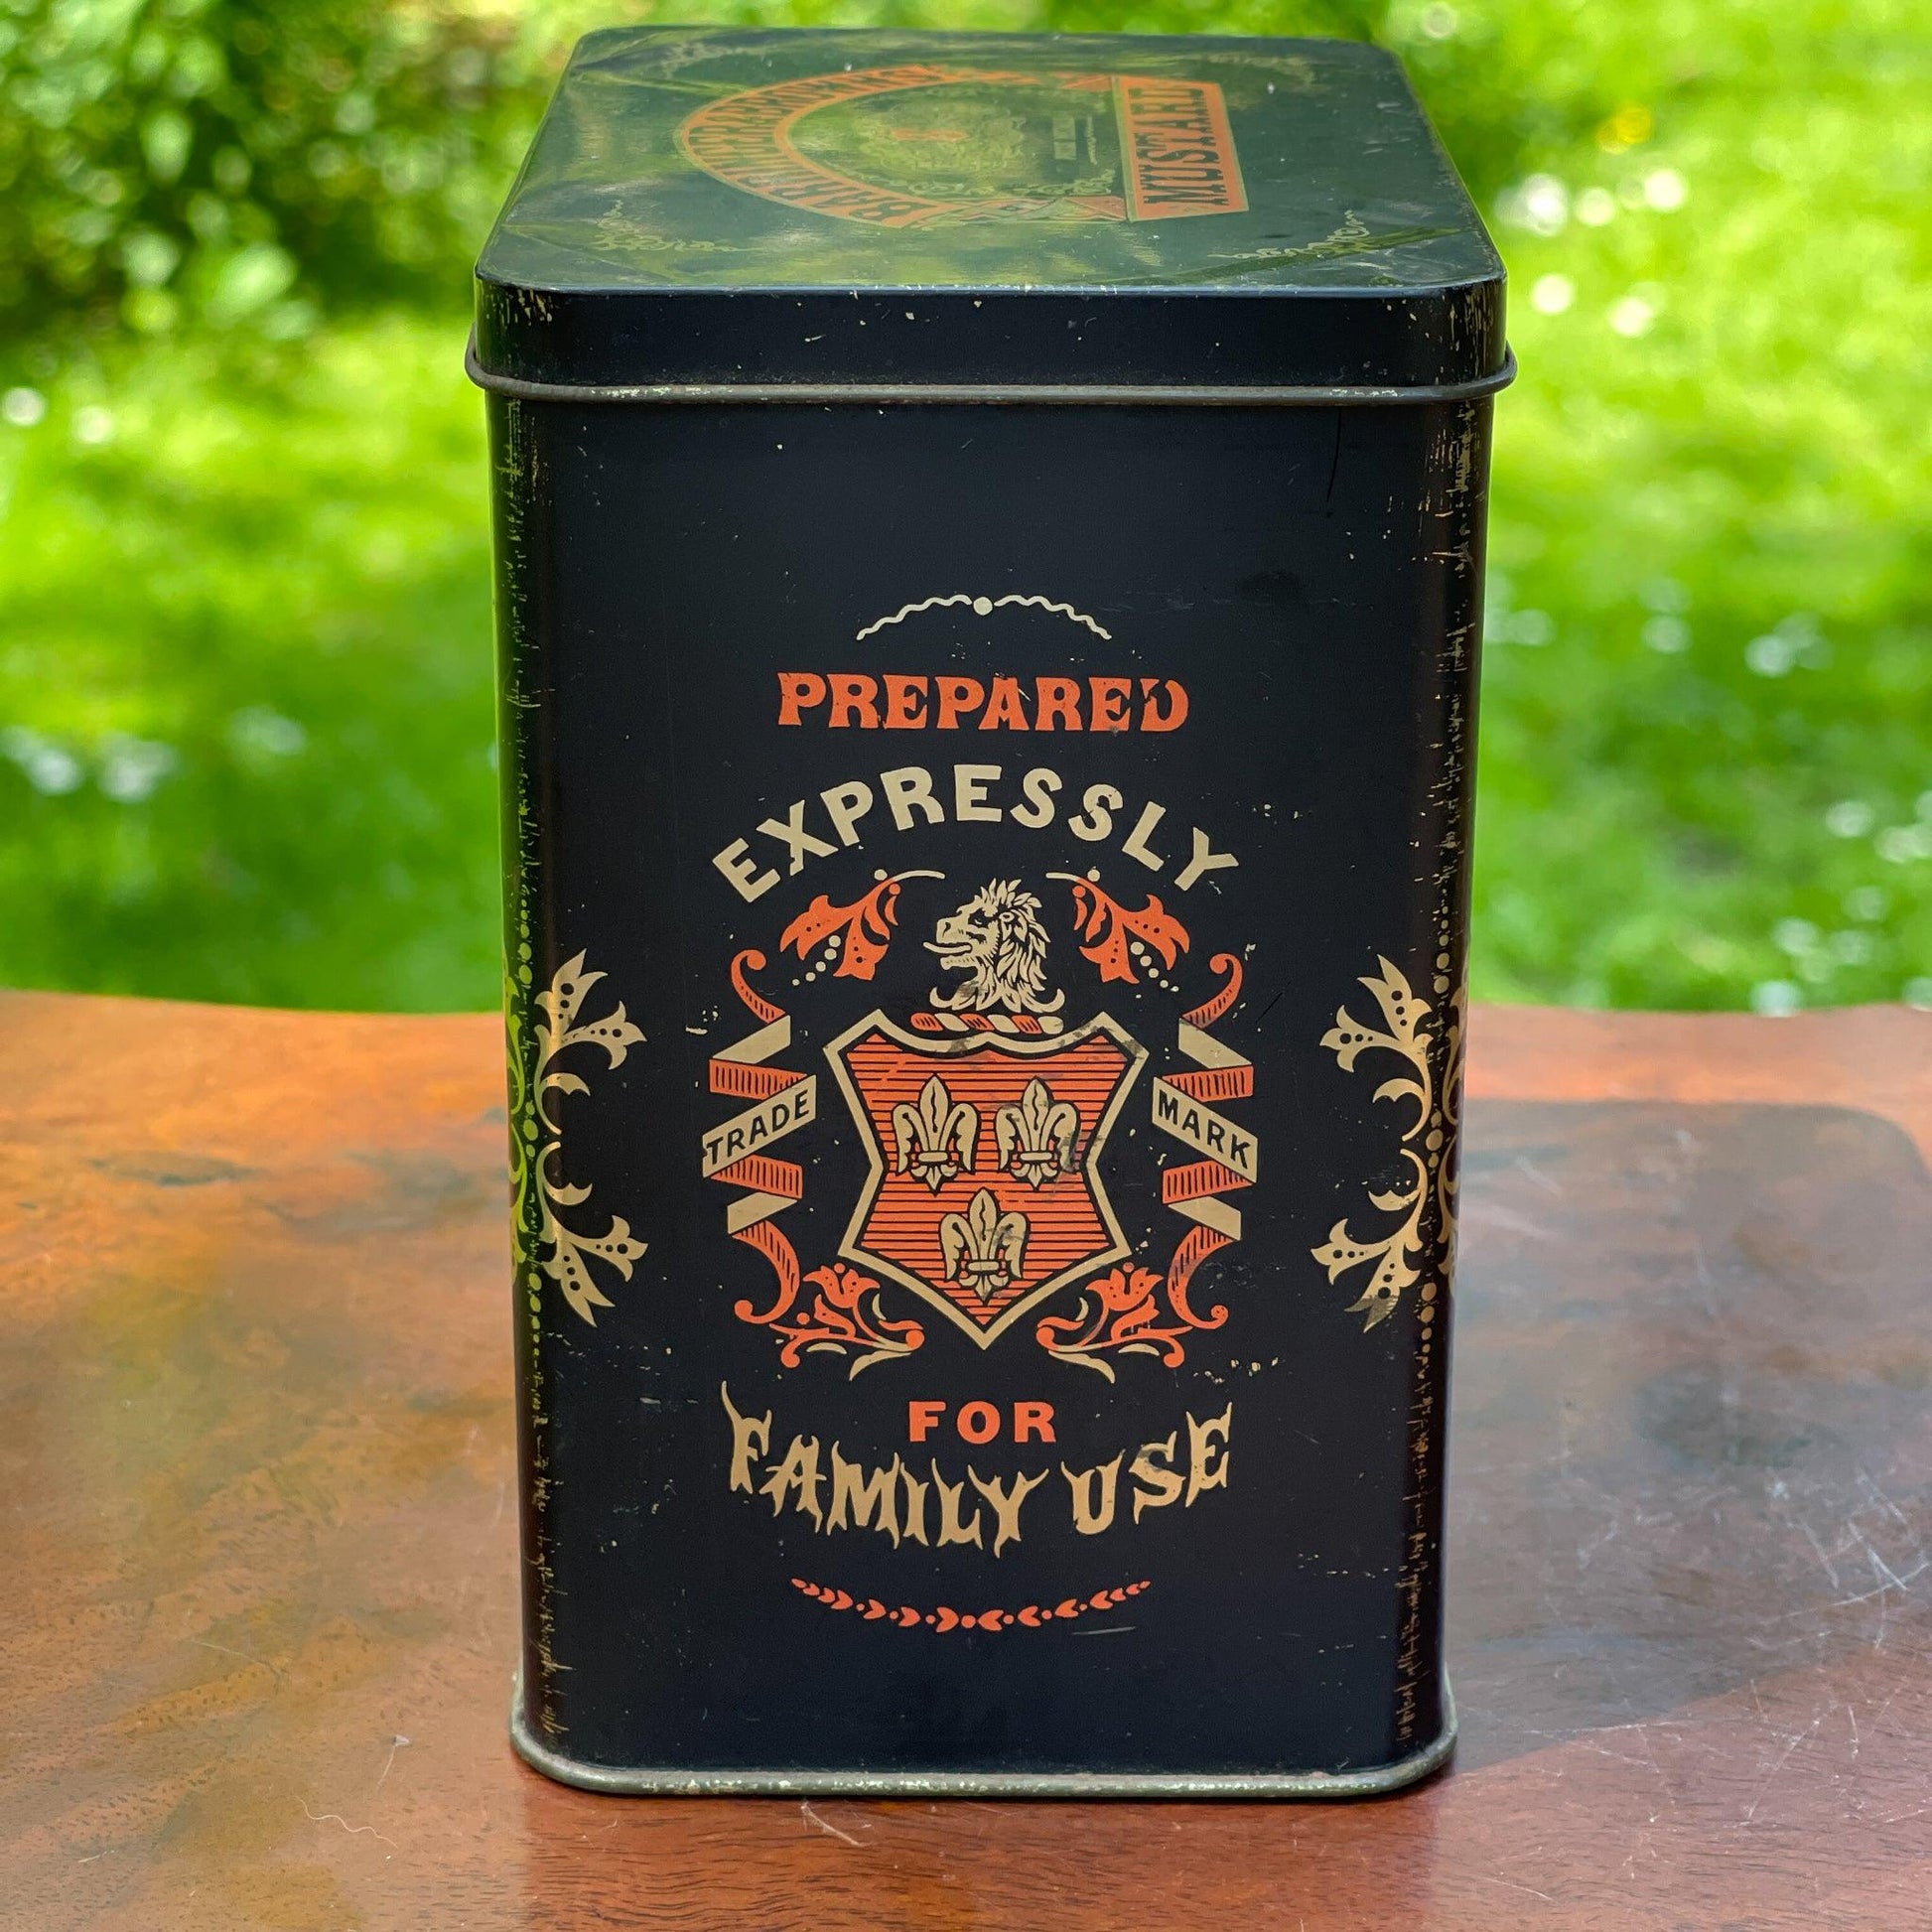 MUSTARD
PREPARED
EXPRESSLY
TRADE MARK
FOR
FAMILY USE